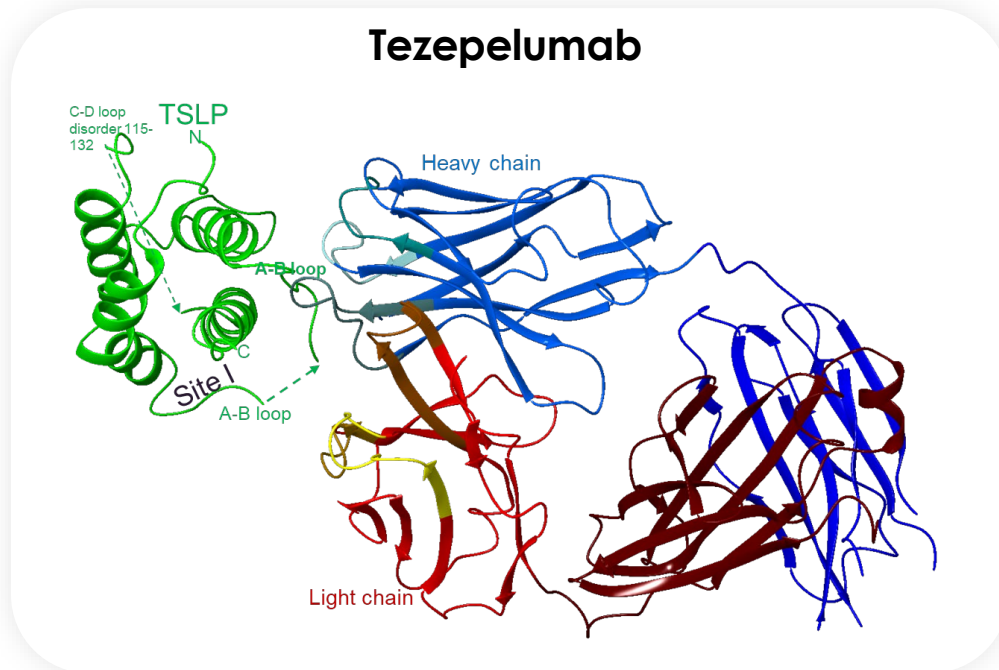 Tezepelumab
C-D loop
disorder 115-
132
TSLP
N
Heavy chain
A-B loop
C
Site I
A-B loop
Light chain